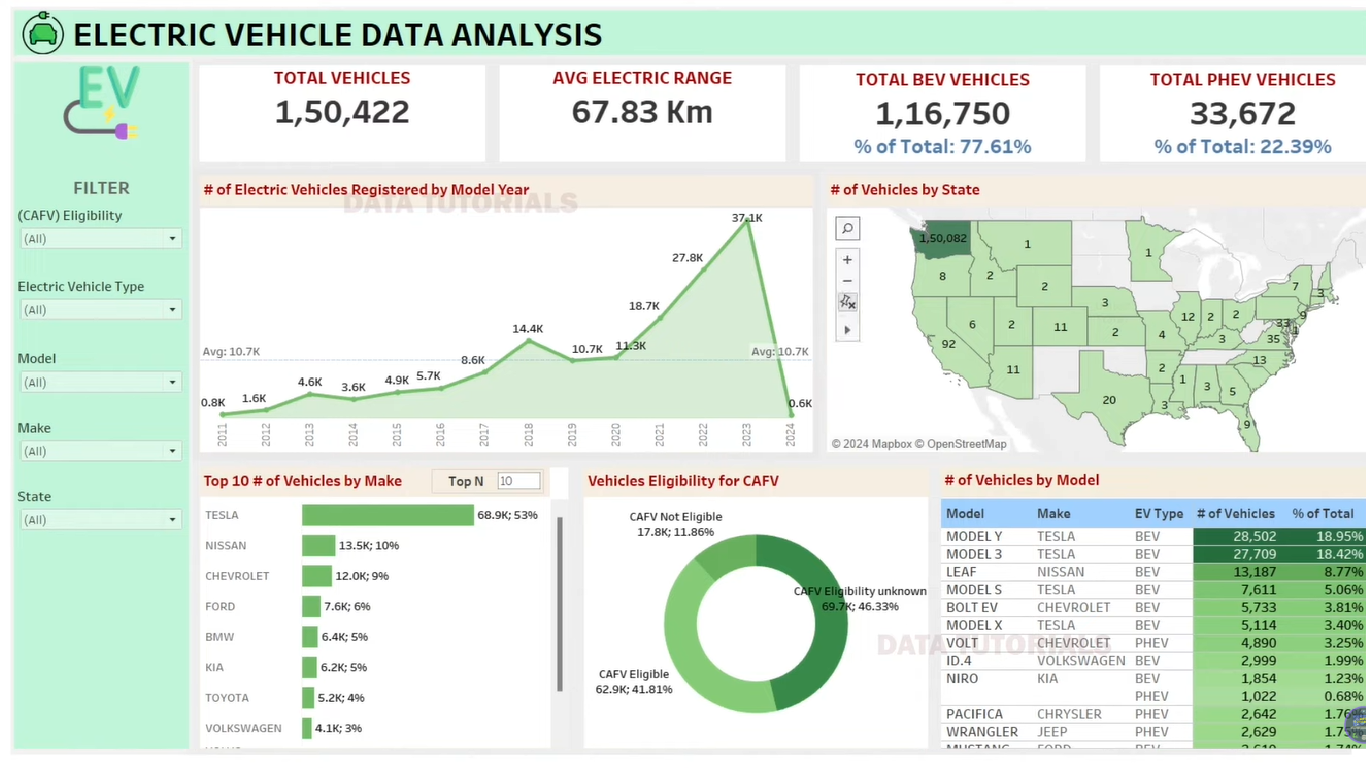 ELECTRIC VEHICLE DATA ANALYSIS
EV
FILTER
(CAFV) Eligibility
(All)
Electric Vehicle Type
(All)
Model
(All)
Make
(All)
State
(All)
TOTAL VEHICLES
1,50,422
AVG ELECTRIC RANGE
67.83 Km
TOTAL BEV VEHICLES
1,16,750
% of Total: 77.61%
TOTAL PHEV VEHICLES
33,672
% of Total: 22.39%
# of Electric Vehicles Registered by Model Year
DATA TUTORIALS
Avg: 10.7K
Avg: 10.7K
0.8K
1.6K
4.6K
3.6K
4.9K
5.7K
8.6K
14.4K
10.7K
11.3K
18.7K
27.8K
37.1K
0.6K
2011
2012
2013
2014
2015
2016
2017
2018
2019
2020
2021
2022
2023
2024
# of Vehicles by State
+
−
1,50,082
1
1
8
2
2
7
3
3
9
6
2
11
2
12
2
2
33
1
92
4
3
35
11
2
13
20
1
3
5
3
9
© 2024 Mapbox © OpenStreetMap
Top 10 # of Vehicles by Make
Top N
10
TESLA 68.9K; 53%
NISSAN 13.5K; 10%
CHEVROLET 12.0K; 9%
FORD 7.6K; 6%
BMW 6.4K; 5%
KIA 6.2K; 5%
TOYOTA 5.2K; 4%
VOLKSWAGEN 4.1K; 3%
Vehicles Eligibility for CAFV
CAFV Not Eligible
17.8K; 11.86%
CAFV Eligibility unknown
69.7K; 46.33%
CAFV Eligible
62.9K; 41.81%
DATA TUTORIALS
# of Vehicles by Model
Model Make EV Type # of Vehicles % of Total
MODEL Y TESLA BEV 28,502 18.95%
MODEL 3 TESLA BEV 27,709 18.42%
LEAF NISSAN BEV 13,187 8.77%
MODEL S TESLA BEV 7,611 5.06%
BOLT EV CHEVROLET BEV 5,733 3.81%
MODEL X TESLA BEV 5,114 3.40%
VOLT CHEVROLET PHEV 4,890 3.25%
ID.4 VOLKSWAGEN BEV 2,999 1.99%
NIRO KIA BEV 1,854 1.23%
PHEV 1,022 0.68%
PACIFICA CHRYSLER PHEV 2,642
WRANGLER JEEP PHEV 2,629
MUSTANG FORD BEV